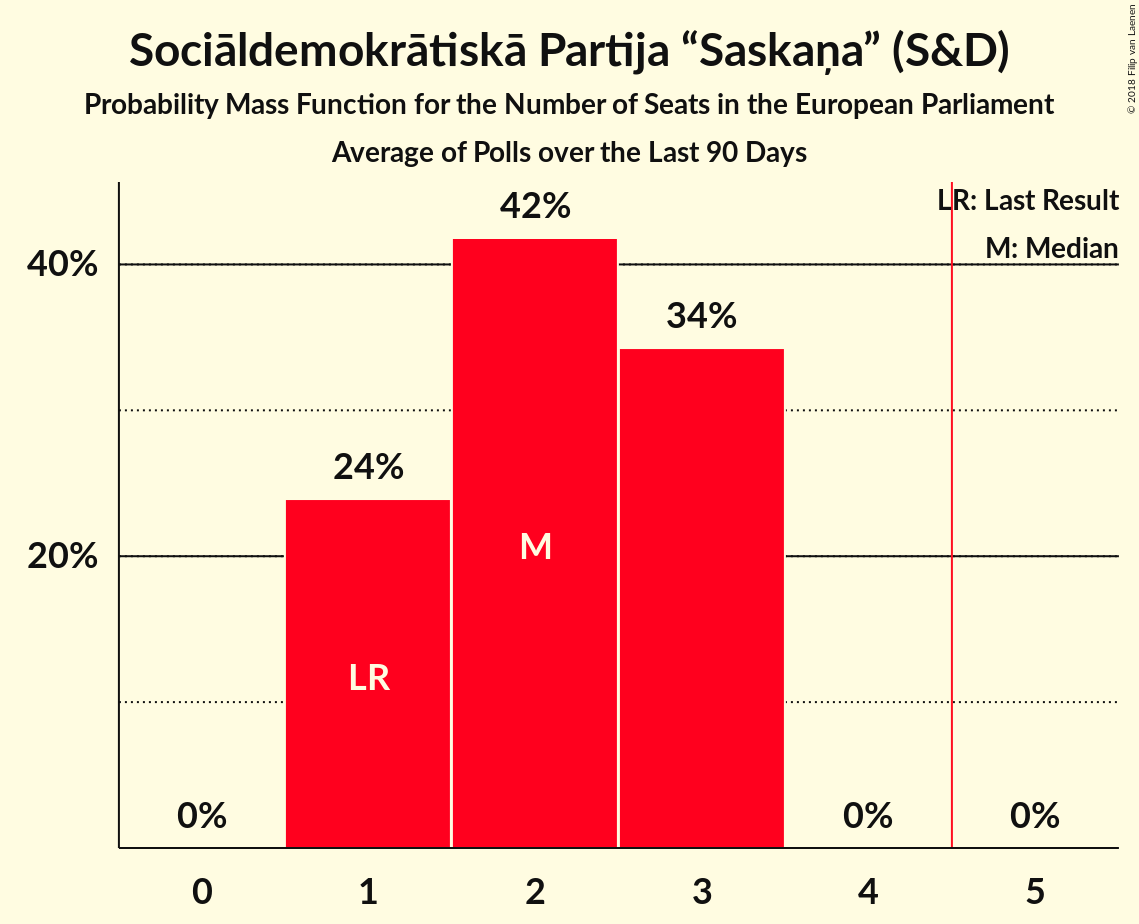 Sociāldemokrātiskā Partija “Saskaņa” (S&D)
Probability Mass Function for the Number of Seats in the European Parliament
Average of Polls over the Last 90 Days
© 2018 Filip van Laenen
LR: Last Result
M: Median
42%
40%
34%
24%
20%
M
LR
0%
0%
0%
0
1
2
3
4
5